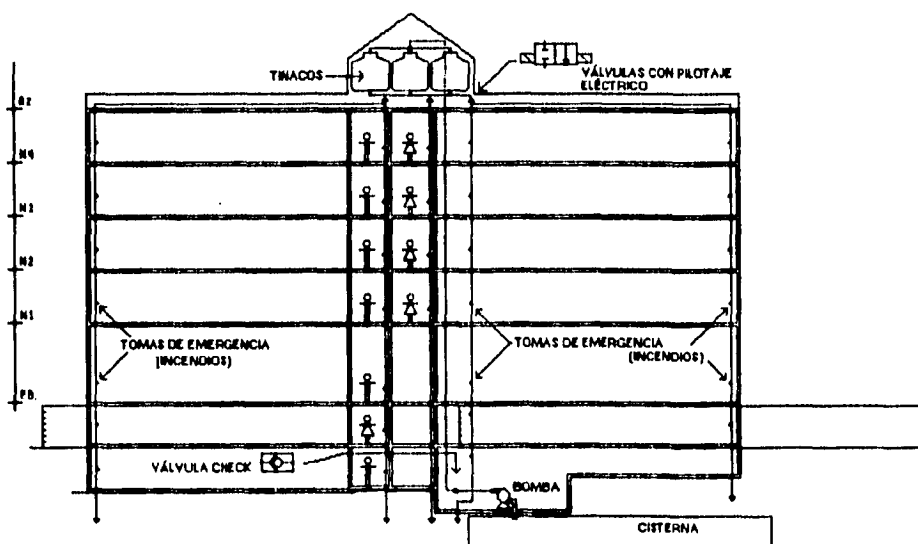 TINACOS
VÁLVULAS CON PILOTAJE
ELÉCTRICO
N4
N3
N2
N1
TOMAS DE EMERGENCIA
(INCENDIOS)
TOMAS DE EMERGENCIA
(INCENDIOS)
P.B.
VÁLVULA CHECK
BOMBA
CISTERNA